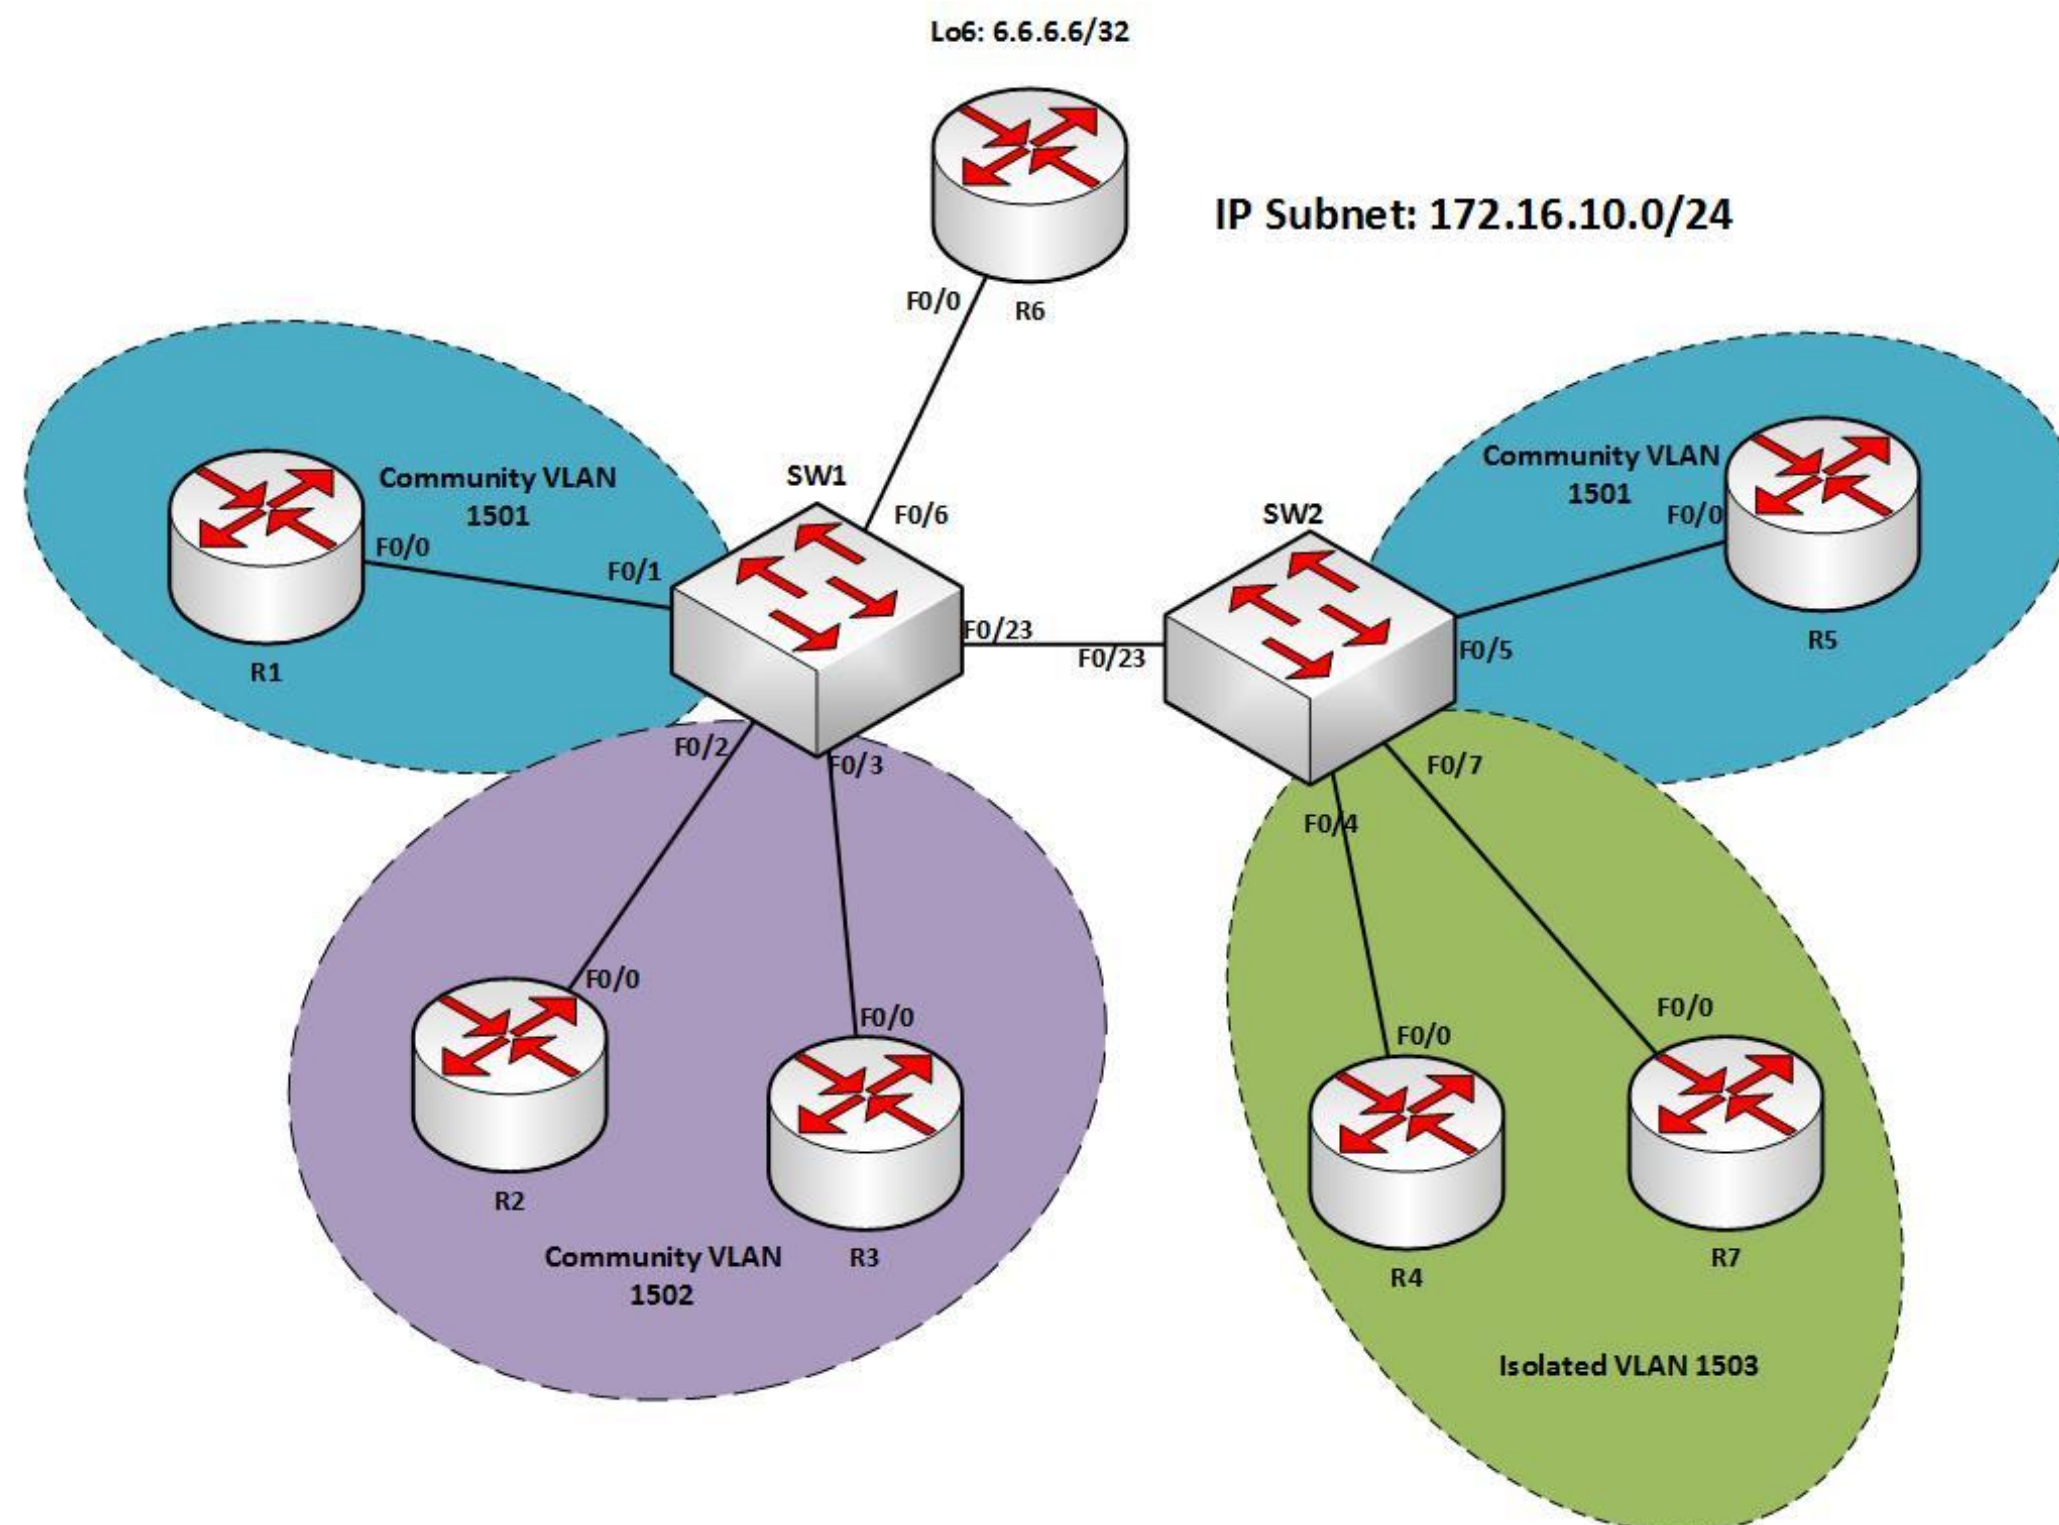 Lo6: 6.6.6.6/32
IP Subnet: 172.16.10.0/24
F0/0
R6
Community VLAN
1501
F0/0
F0/1
R1
SW1
F0/6
F0/23
F0/23
SW2
Community VLAN
1501
F0/0
F0/5
R5
F0/2
F0/3
F0/7
F0/4
F0/0
R2
F0/0
R3
Community VLAN
1502
F0/0
R4
F0/0
R7
Isolated VLAN 1503